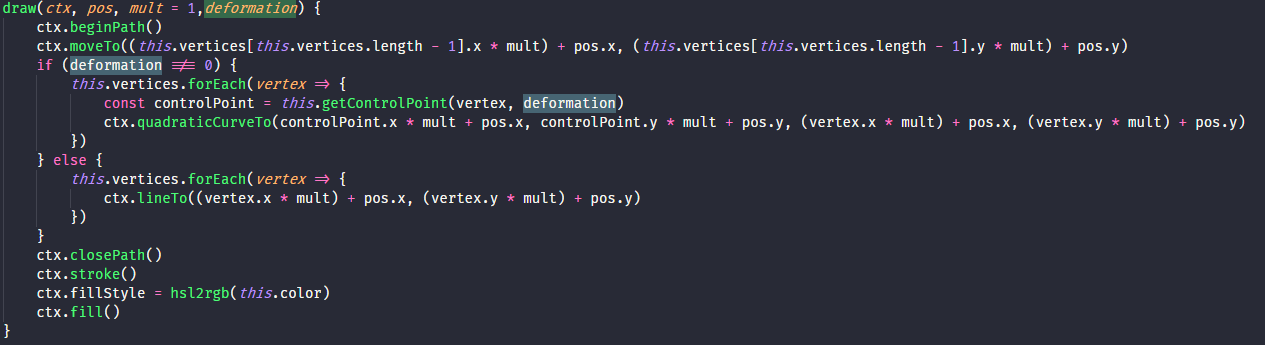 draw(ctx, pos, mult = 1,deformation) {
    ctx.beginPath()
    ctx.moveTo((this.vertices[this.vertices.length - 1].x * mult) + pos.x, (this.vertices[this.vertices.length - 1].y * mult) + pos.y)
    if (deformation !== 0) {
        this.vertices.forEach(vertex => {
            const controlPoint = this.getControlPoint(vertex, deformation)
            ctx.quadraticCurveTo(controlPoint.x * mult + pos.x, controlPoint.y * mult + pos.y, (vertex.x * mult) + pos.x, (vertex.y * mult) + pos.y)
        })
    } else {
        this.vertices.forEach(vertex => {
            ctx.lineTo((vertex.x * mult) + pos.x, (vertex.y * mult) + pos.y)
        })
    }
    ctx.closePath()
    ctx.stroke()
    ctx.fillStyle = hsl2rgb(this.color)
    ctx.fill()
}